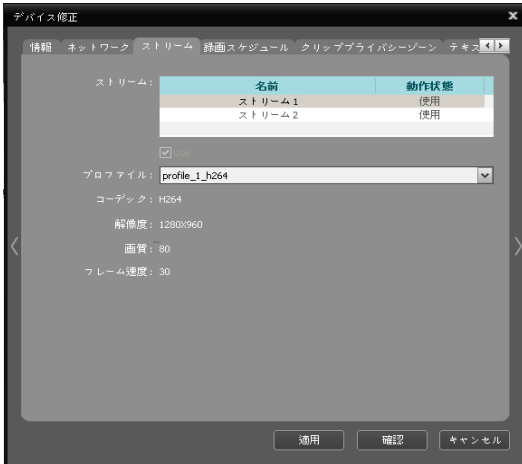 デバイス修正
情報 ネットワーク ストリーム 録画スケジュール クリッププライバシーゾーン テキス
ストリーム:
名前 動作状態
ストリーム1 使用
ストリーム2 使用
Use
プロファイル: profile_1_h264
コーデック: H264
解像度: 1280X960
画質: 80
フレーム速度: 30
適用 確認 キャンセル